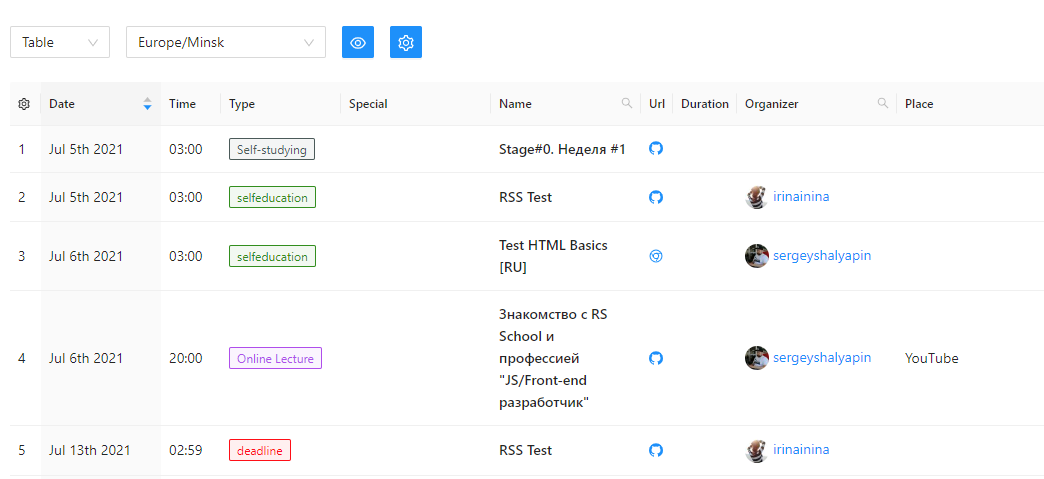 Table Europe/Minsk
Date Time Type Special Name Url Duration Organizer Place
1 Jul 5th 2021 03:00 Self-studying Stage#0. Неделя #1
2 Jul 5th 2021 03:00 selfeducation RSS Test irinainina
3 Jul 6th 2021 03:00 selfeducation Test HTML Basics
[RU] sergeyshalyapin
4 Jul 6th 2021 20:00 Online Lecture Знакомство с RS
School и
профессией
"JS/Front-end
разработчик" sergeyshalyapin YouTube
5 Jul 13th 2021 02:59 deadline RSS Test irinainina